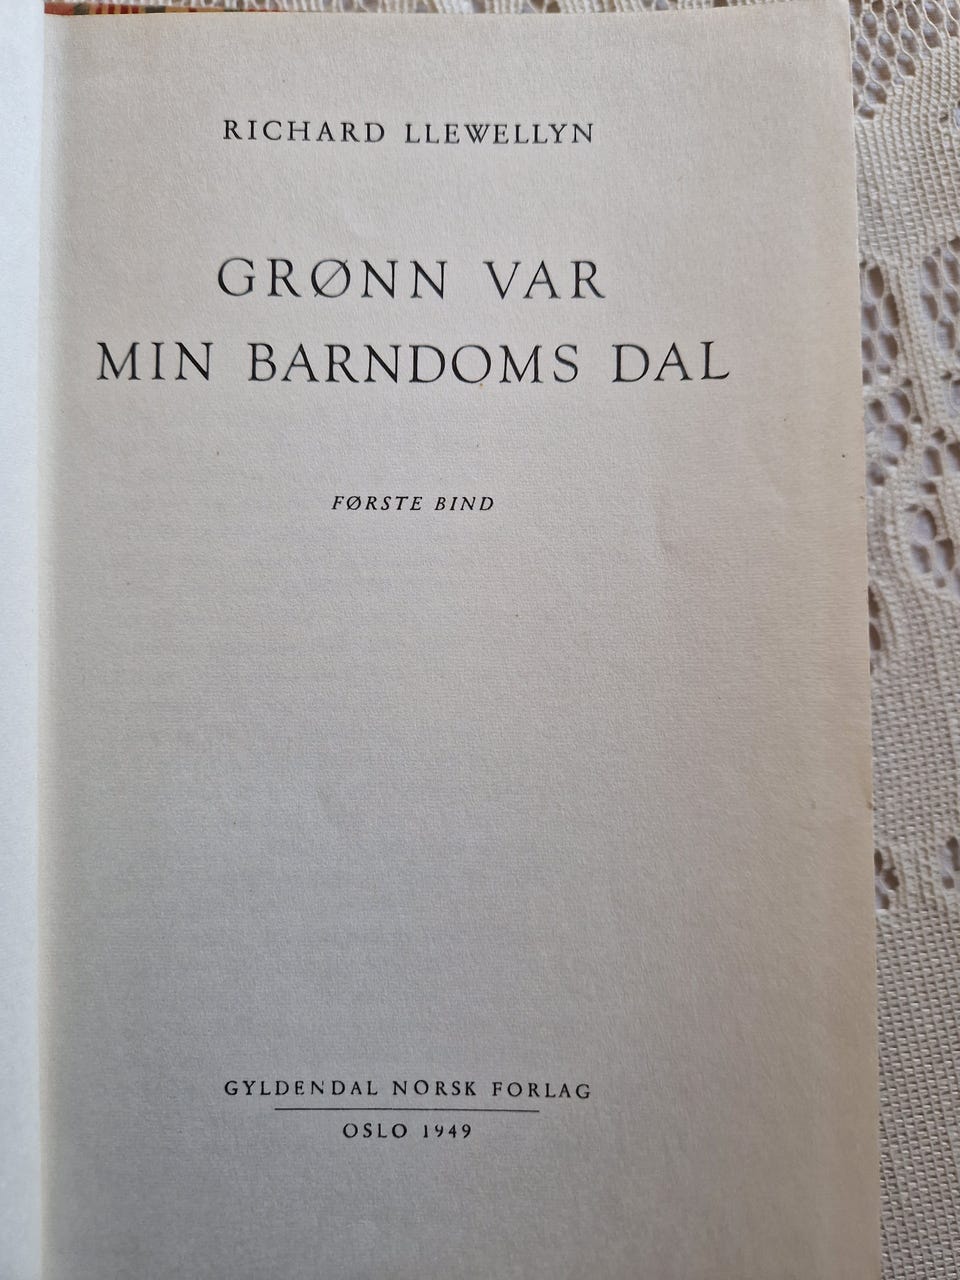 RICHARD LLEWELLYN
GRØNN VAR
MIN BARNDOMS DAL
FØRSTE BIND
GYLDENDAL NORSK FORLAG
OSLO 1949